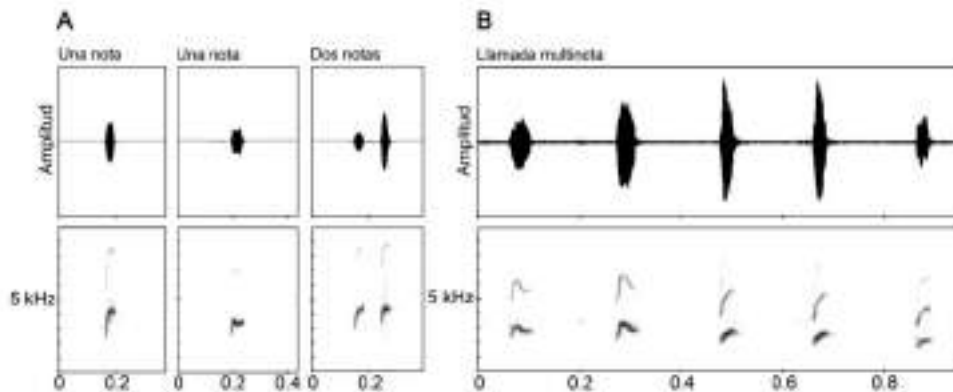 A
B
Una nota
Una nota
Dos notas
Llamada multinota
Amplitud
Amplitud
5 kHz
5 kHz
0 0.2 0 0.2 0.4 0 0.2 0 0.2 0.4 0.6 0.8